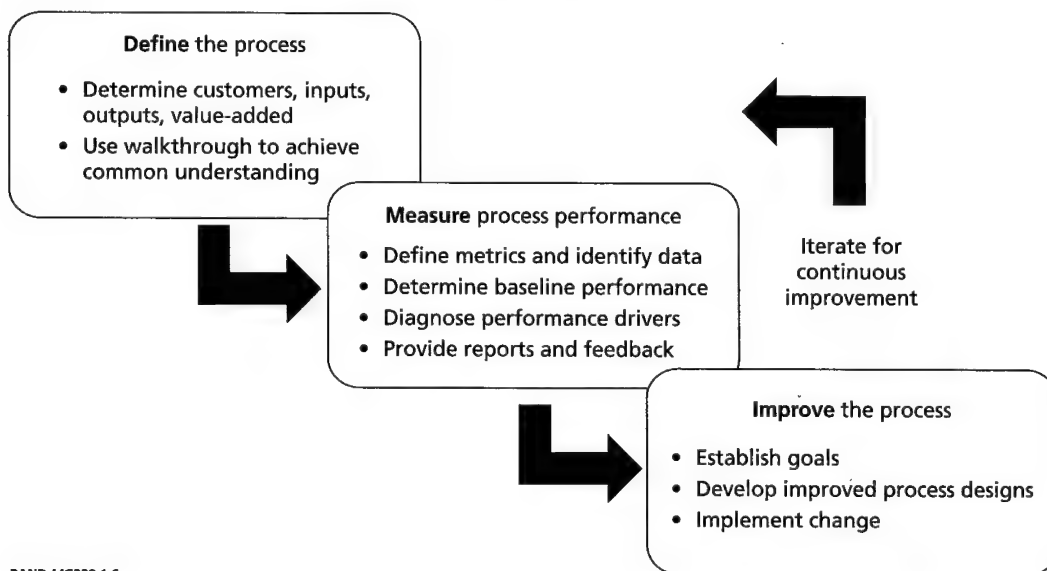 Define the process
• Determine customers, inputs,
outputs, value-added
• Use walkthrough to achieve
common understanding
Measure process performance
• Define metrics and identify data
• Determine baseline performance
• Diagnose performance drivers
• Provide reports and feedback
Iterate for
continuous
improvement
Improve the process
• Establish goals
• Develop improved process designs
• Implement change